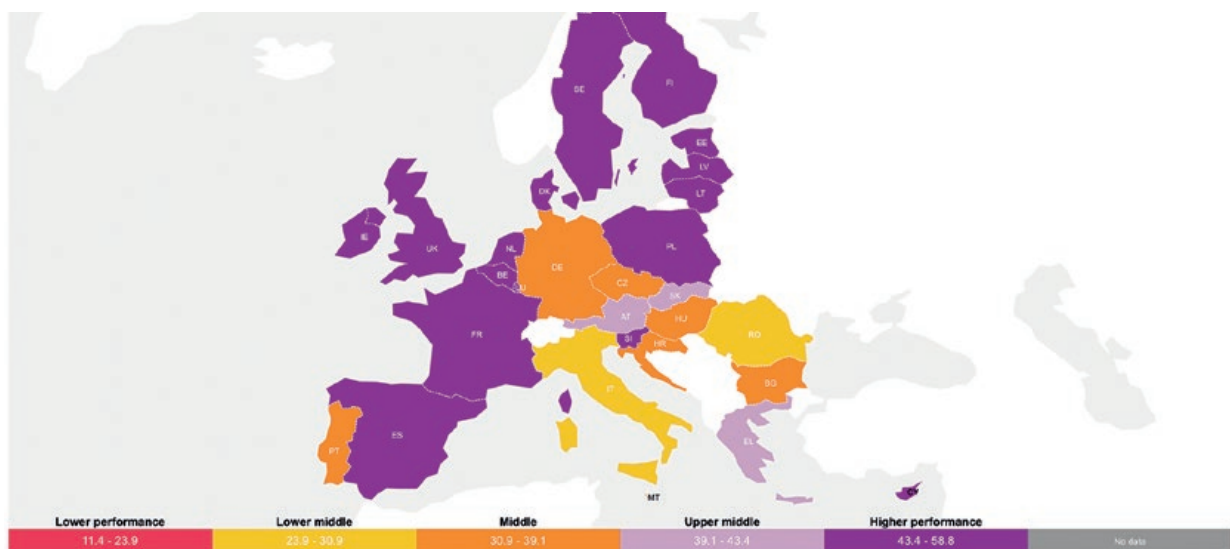 SE
FI
EE
LV
LT
DK
IE
UK
NL
PL
BE
DE
LU
CZ
SK
AT
HU
FR
SI
HR
RO
IT
BG
ES
PT
EL
MT
CY
Lower performance Lower middle Middle Upper middle Higher performance
11.4 - 23.9 23.9 - 30.9 30.9 - 39.1 39.1 - 43.4 43.4 - 58.8 No data